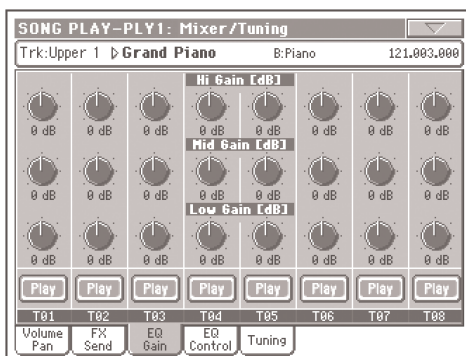 SONG PLAY-PLY1: Mixer/Tuning
Trk:Upper 1 Grand Piano B:Piano 121.003.000
Hi Gain [dB]
0 dB 0 dB 0 dB 0 dB 0 dB 0 dB 0 dB 0 dB
Mid Gain [dB]
0 dB 0 dB 0 dB 0 dB 0 dB 0 dB 0 dB 0 dB
Low Gain [dB]
0 dB 0 dB 0 dB 0 dB 0 dB 0 dB 0 dB 0 dB
Play Play Play Play Play Play Play Play
T01 T02 T03 T04 T05 T06 T07 T08
Volume Pan FX Send EQ Gain EQ Control Tuning